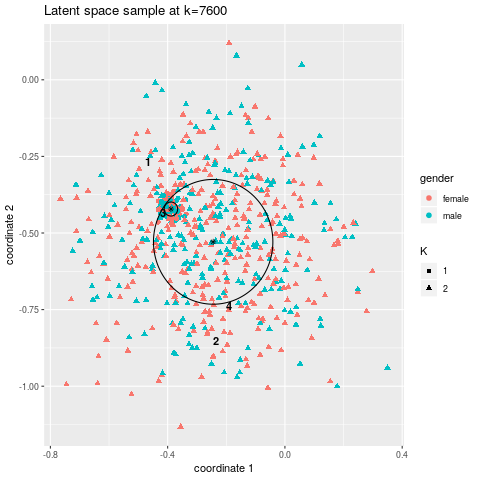 Latent space sample at k=7600
coordinate 2
0.00
-0.25
-0.50
-0.75
-1.00
1
3
4
2
-0.8
-0.4
0.0
0.4
coordinate 1
gender
female
male
K
1
2